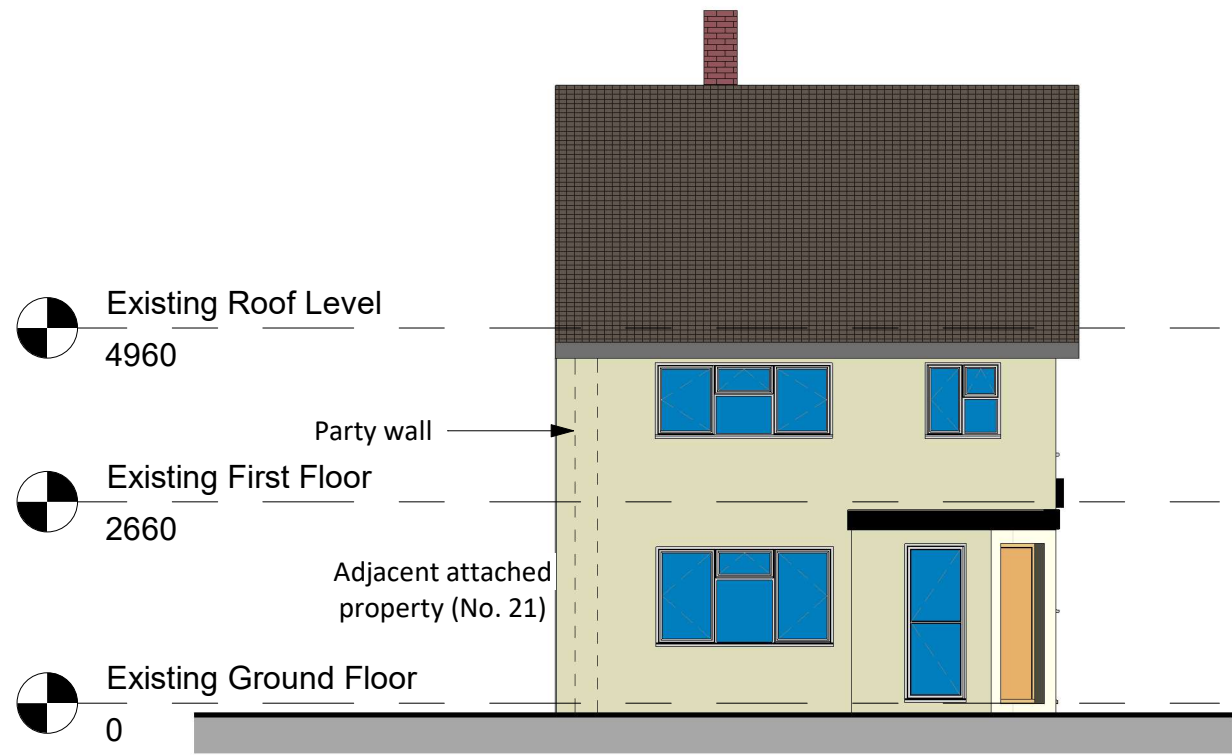 Existing Roof Level
4960
Party wall
Existing First Floor
2660
Adjacent attached
property (No. 21)
Existing Ground Floor
0